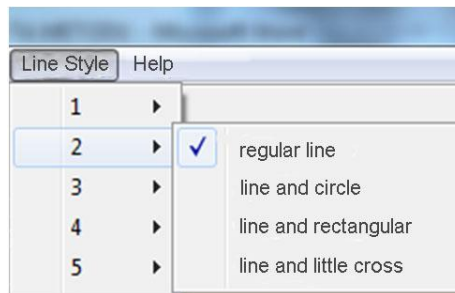 Line Style Help
1
2
3
4
5
regular line
line and circle
line and rectangular
line and little cross